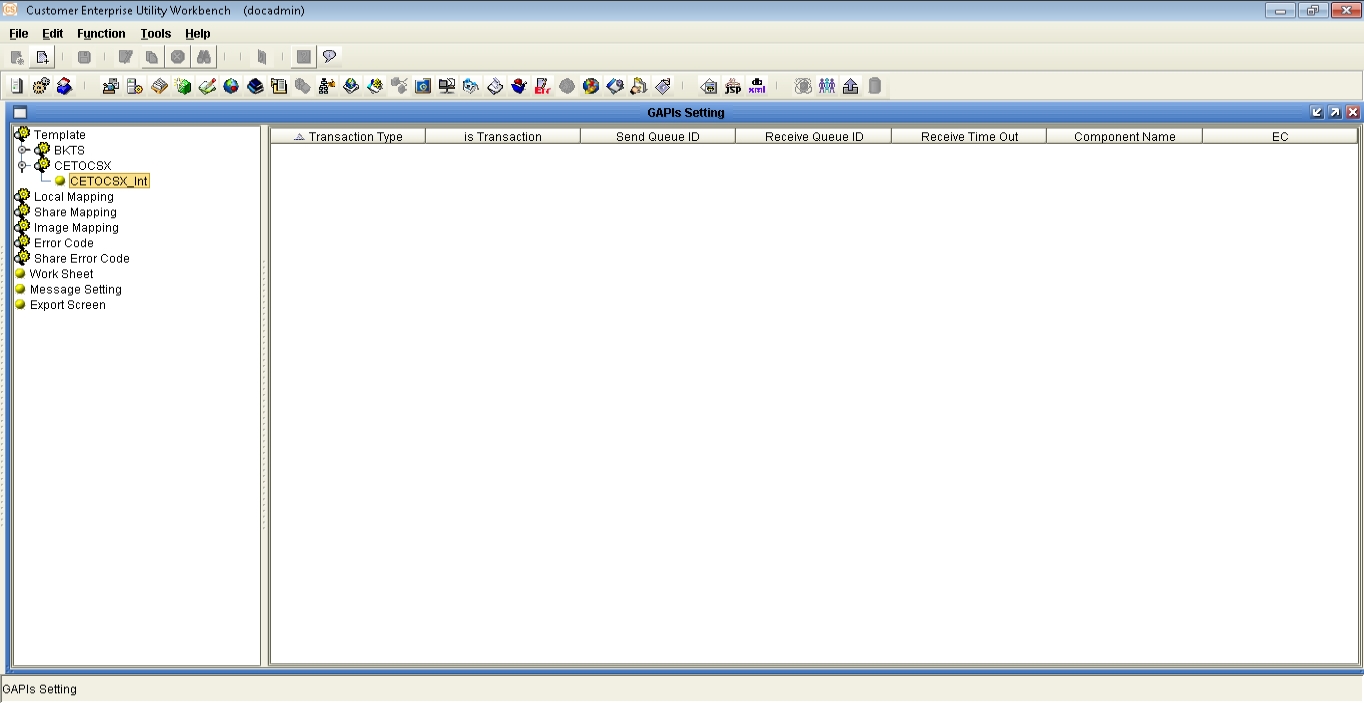 Customer Enterprise Utility Workbench (docadmin)
File Edit Function Tools Help
Err jsp db xml
GAPIs Setting
Template
BKTS
CETOCSX
CETOCSX_Int
Local Mapping
Share Mapping
Image Mapping
Error Code
Share Error Code
Work Sheet
Message Setting
Export Screen
Transaction Type is Transaction Send Queue ID Receive Queue ID Receive Time Out Component Name EC
GAPIs Setting